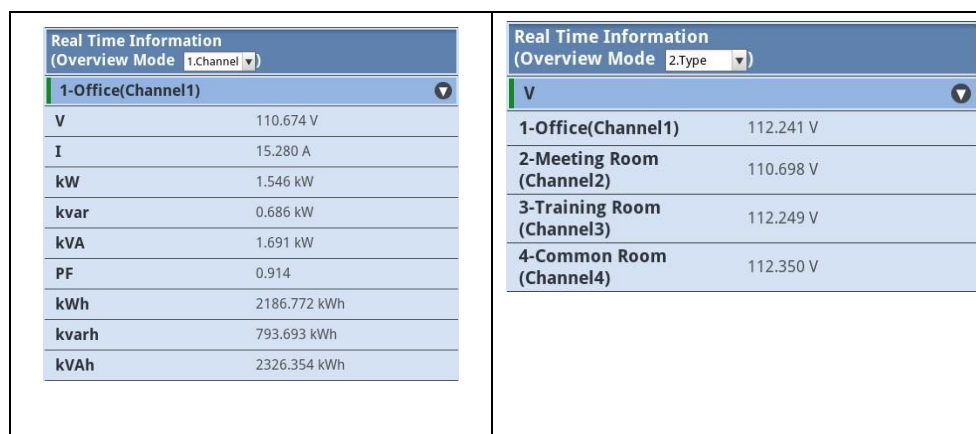 Real Time Information
(Overview Mode 1.Channel)
1-Office(Channel1)
V 110.674 V
I 15.280 A
kW 1.546 kW
kvar 0.686 kW
kVA 1.691 kW
PF 0.914
kWh 2186.772 kWh
kvarh 793.693 kWh
kVAh 2326.354 kWh
Real Time Information
(Overview Mode 2.Type)
V
1-Office(Channel1) 112.241 V
2-Meeting Room
(Channel2) 110.698 V
3-Training Room
(Channel3) 112.249 V
4-Common Room
(Channel4) 112.350 V